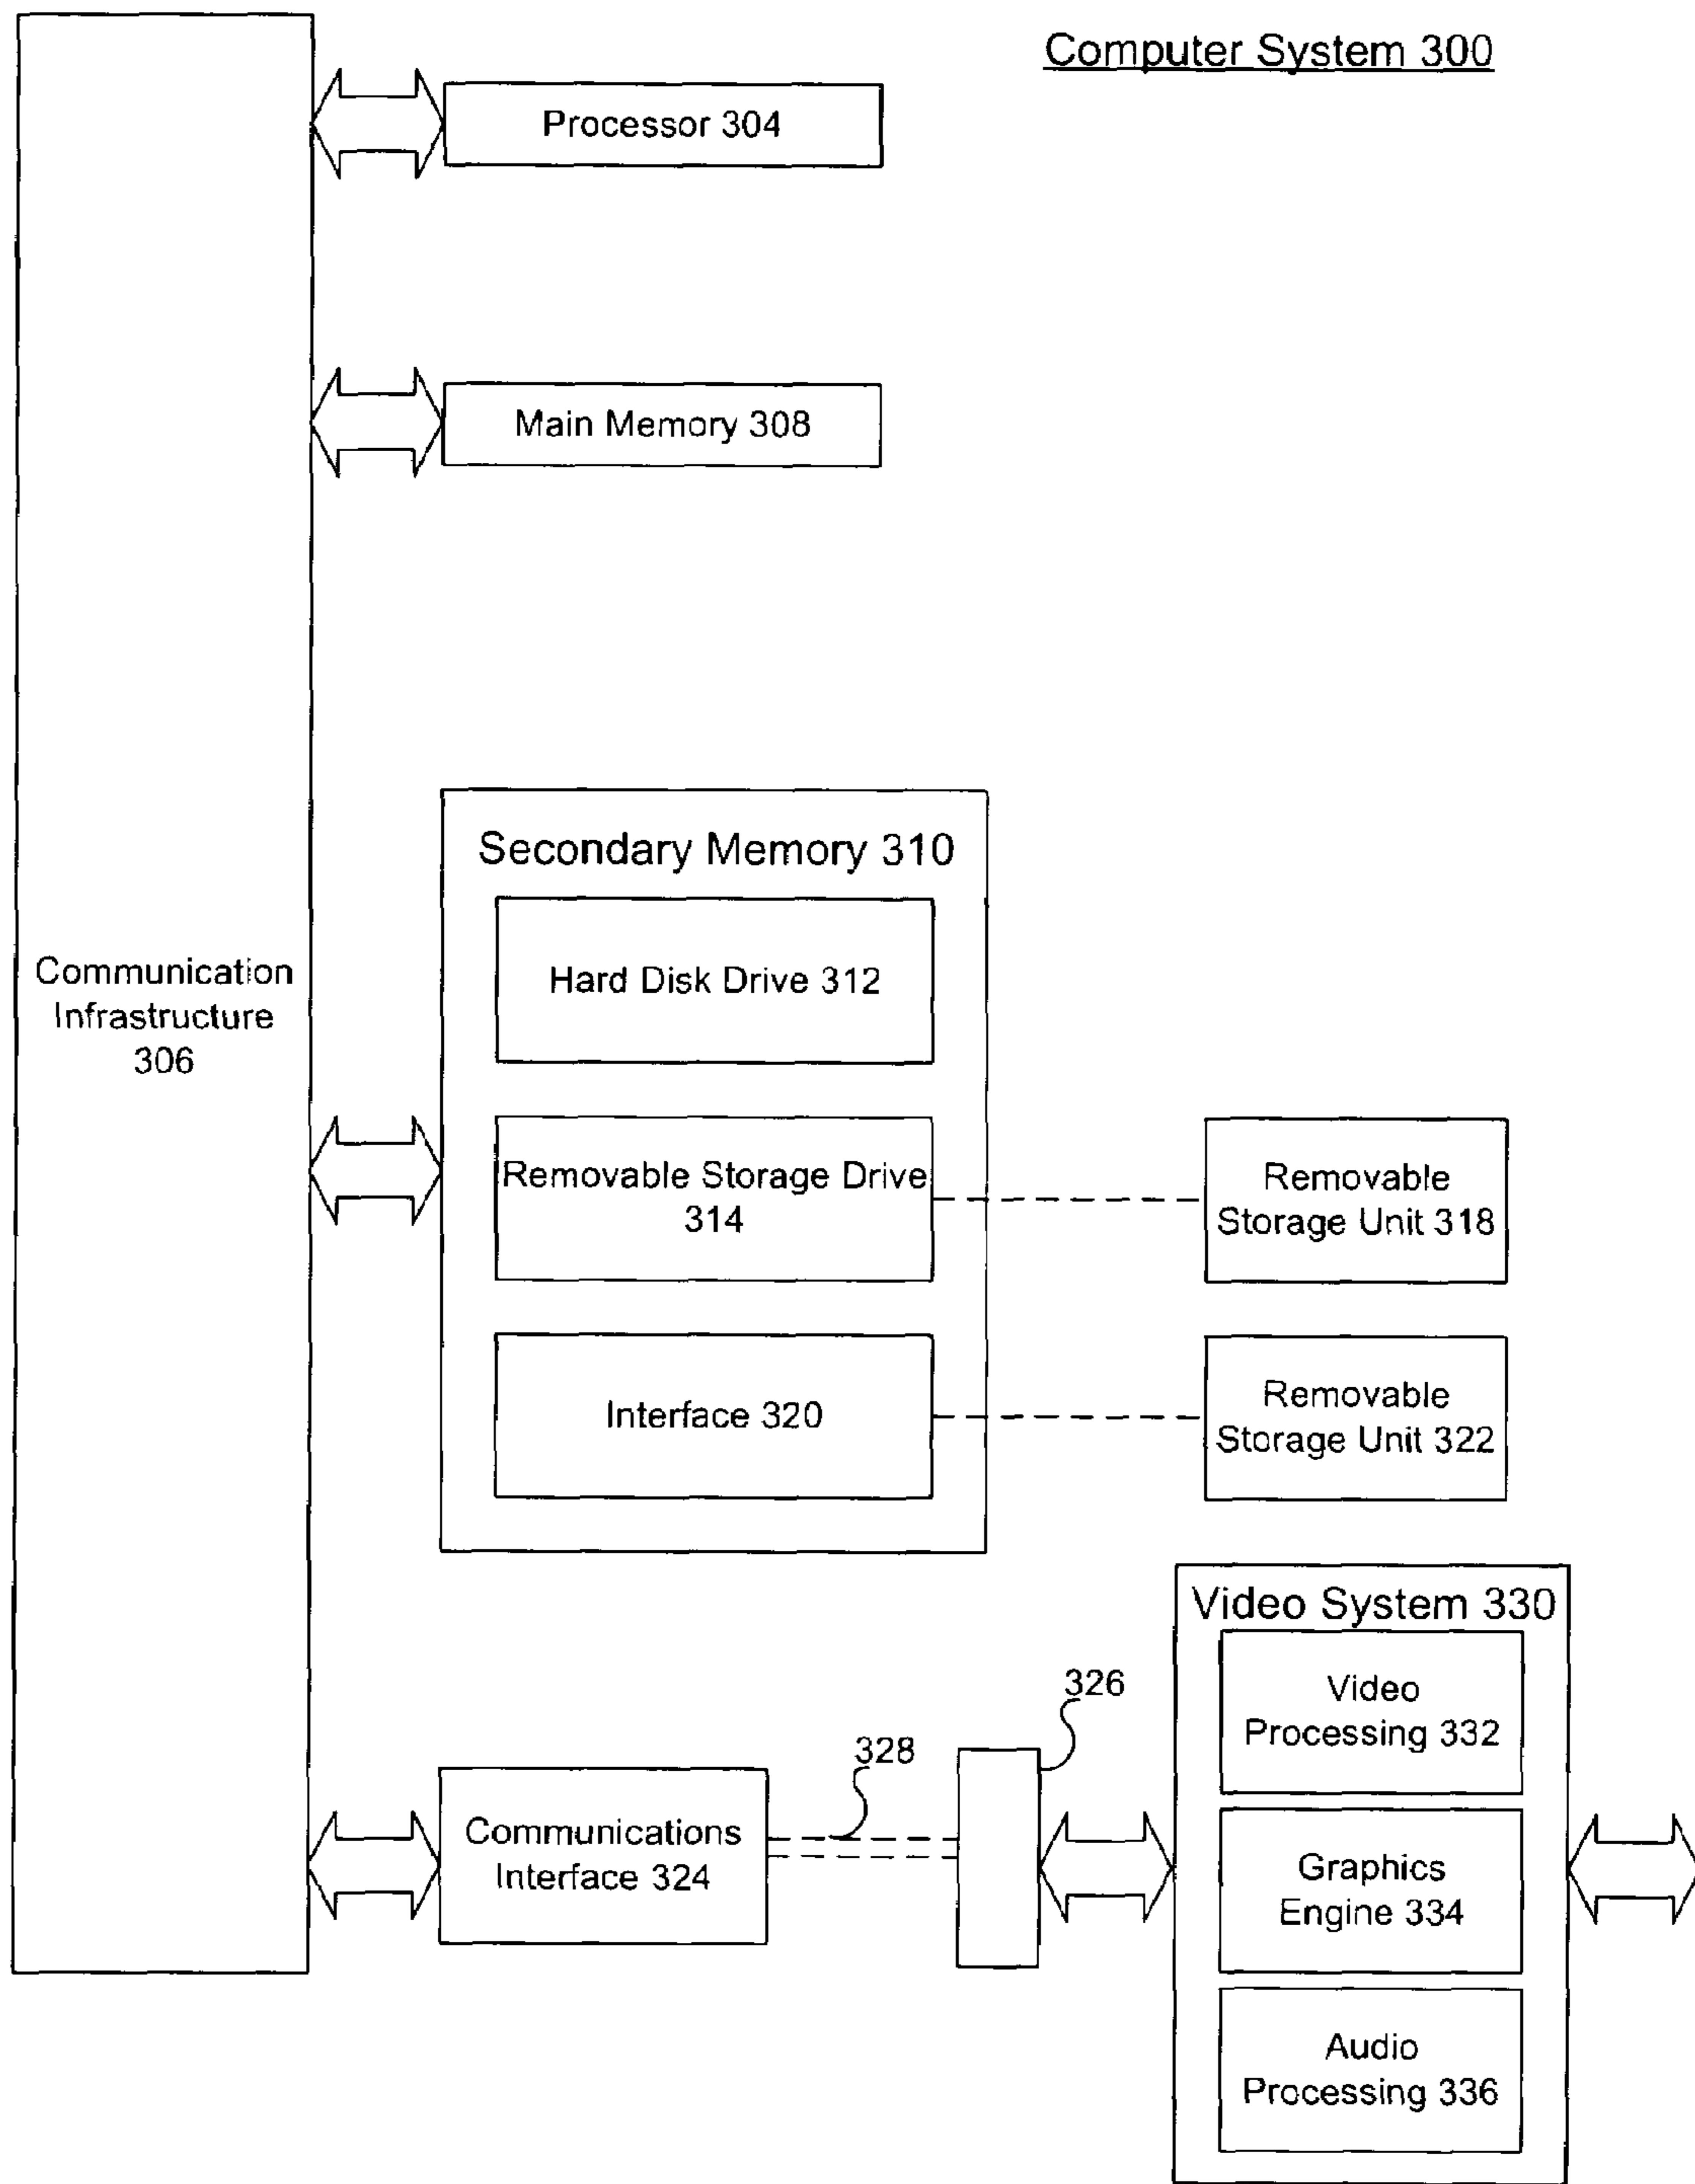 Computer System 300
Processor 304
Main Memory 308
Communication
Infrastructure
306
Secondary Memory 310
Hard Disk Drive 312
Removable Storage Drive
314
Removable
Storage Unit 318
Interface 320
Removable
Storage Unit 322
Communications
Interface 324
328
326
Video System 330
Video
Processing 332
Graphics
Engine 334
Audio
Processing 336